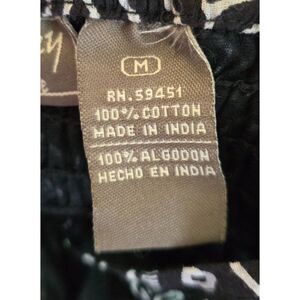 M
RN. 59451
100% COTTON
MADE IN INDIA
100% ALGODON
HECHO EN INDIA